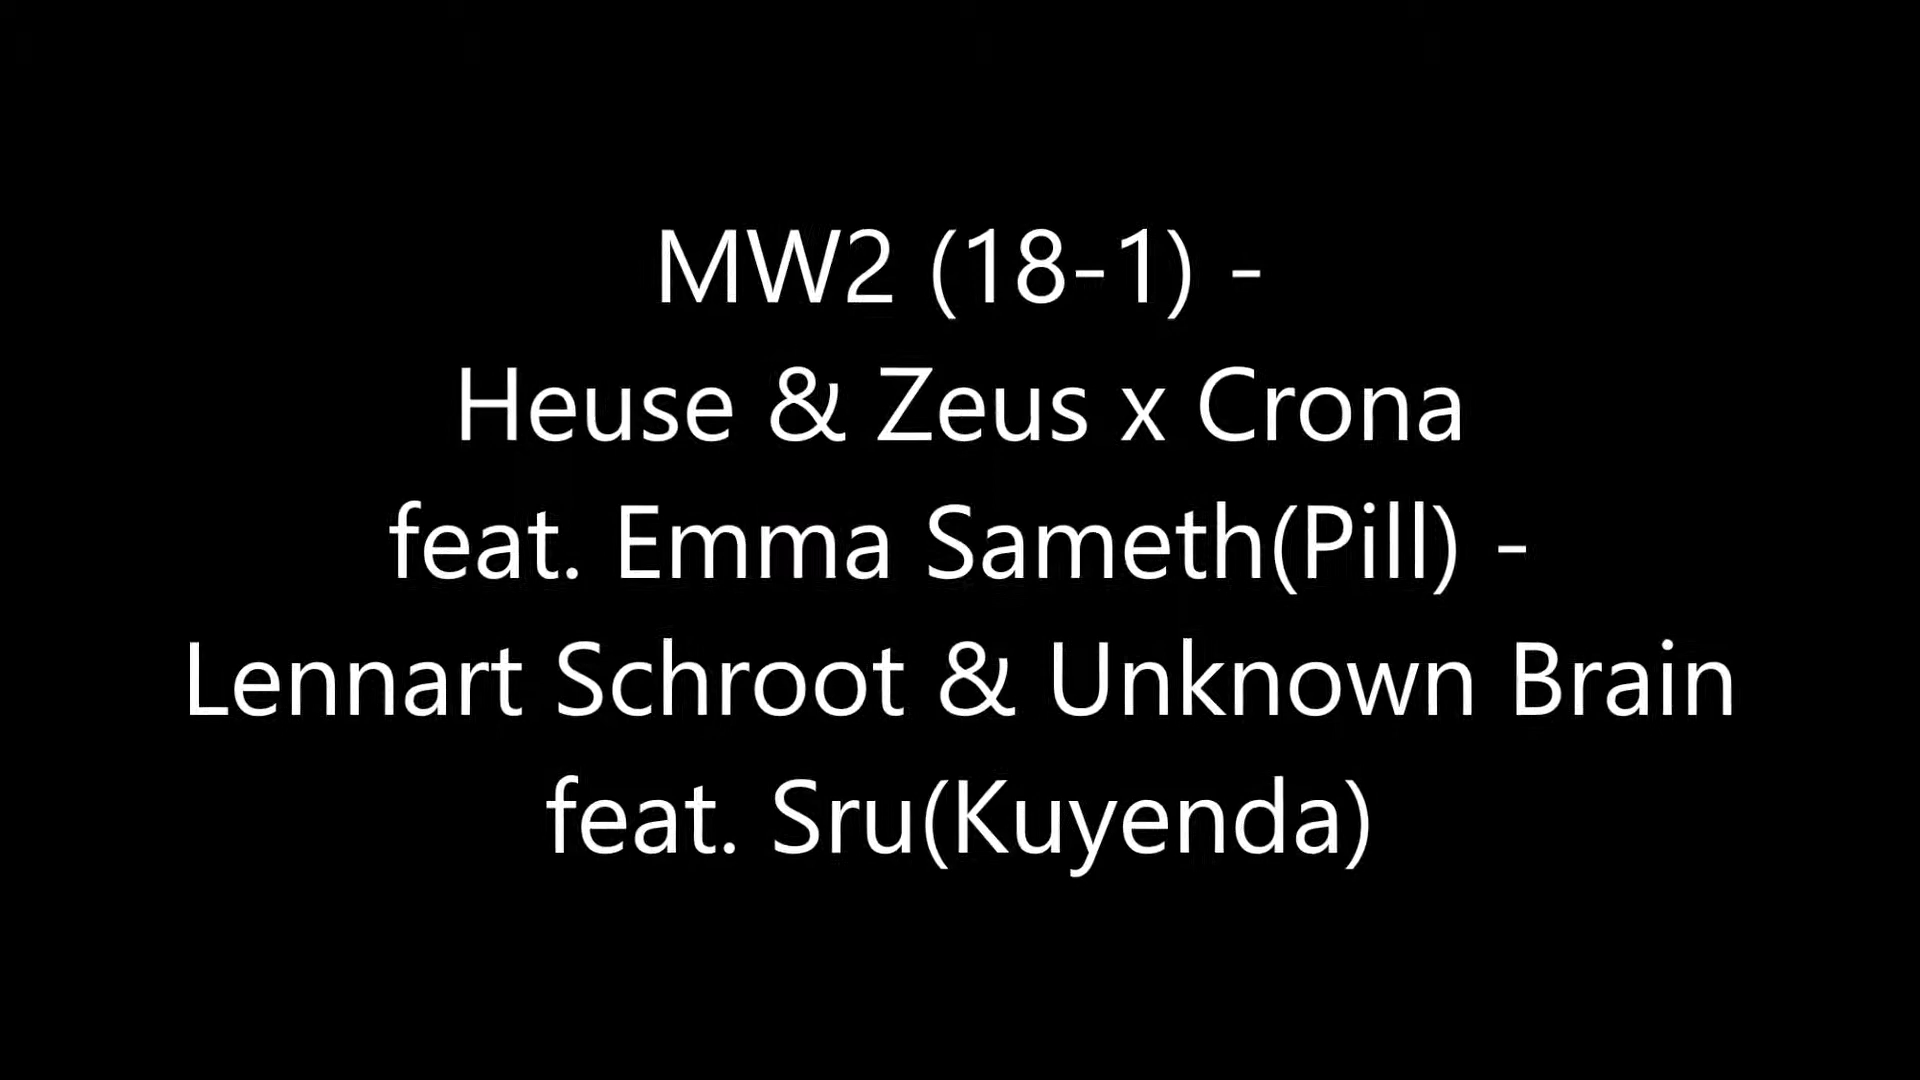 MW2 (18-1) -
Heuse & Zeus x Crona
feat. Emma Sameth(Pill) -
Lennart Schroot & Unknown Brain
feat. Sru(Kuyenda)